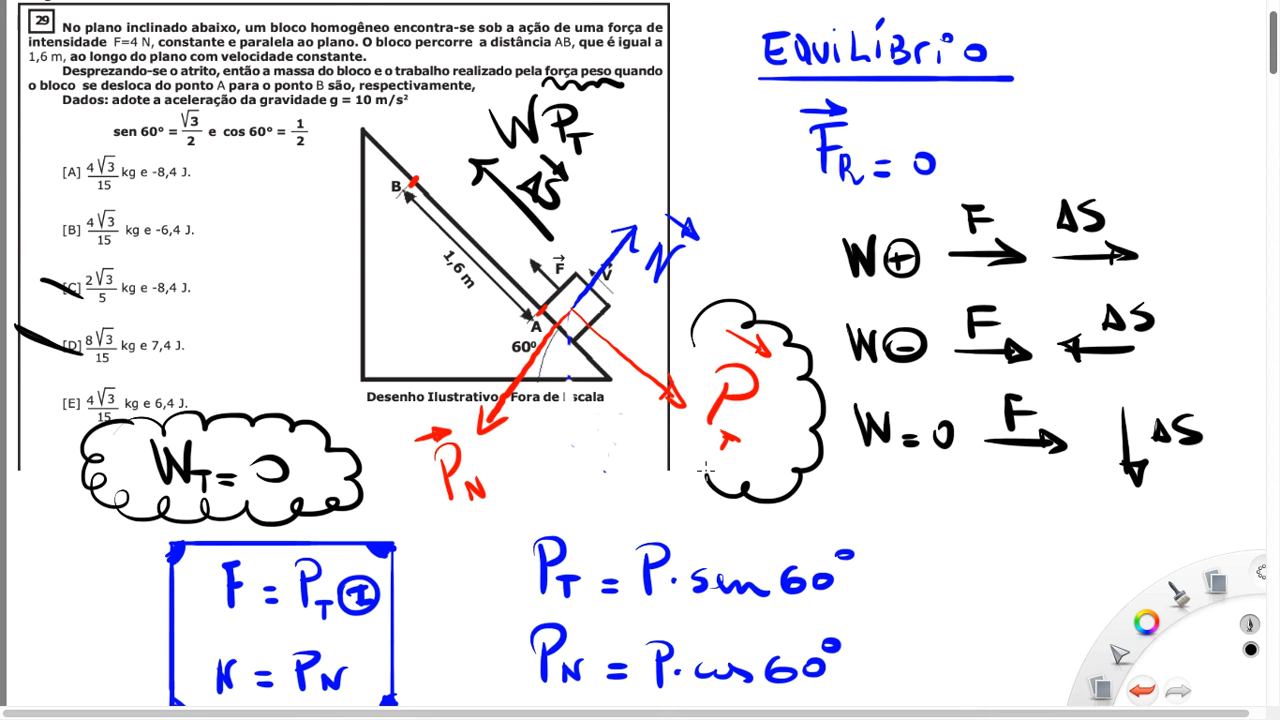 29
No plano inclinado abaixo, um bloco homogêneo encontra-se sob a ação de uma força de
intensidade F=4 N, constante e paralela ao plano. O bloco percorre a distância AB, que é igual a
1,6 m, ao longo do plano com velocidade constante.
Desprezando-se o atrito, então a massa do bloco e o trabalho realizado pela força peso quando
o bloco se desloca do ponto A para o ponto B são, respectivamente,
Dados: adote a aceleração da gravidade g = 10 m/s²
sen 60° = √3/2 e cos 60° = 1/2
[A] 4√3/15 kg e -8,4 J.
[B] 4√3/15 kg e -6,4 J.
[C] 2√3/5 kg e -8,4 J.
[D] 8√3/15 kg e 7,4 J.
[E] 4√3/15 kg e 6,4 J.
B
1,6 m
A
60º
F
V
Desenho Ilustrativo Fora de scala
WPT
ΔS
N
PN
PT
WT = 0
EQUILÍBRIO
FR = 0
W⊕ F ΔS
W⊖ F ΔS
W = 0 F ΔS
F = PT I
N = PN
PT = P. sen 60°
PN = P. cos 60°